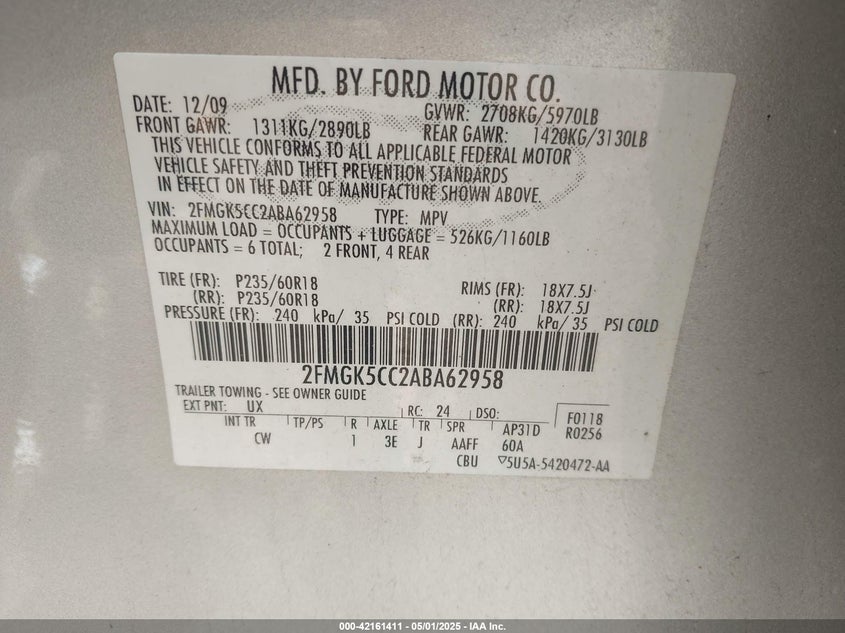 MFD. BY FORD MOTOR CO.
DATE: 12/09 GVWR: 2708KG/5970LB
FRONT GAWR: 1311KG/2890LB REAR GAWR: 1420KG/3130LB
THIS VEHICLE CONFORMS TO ALL APPLICABLE FEDERAL MOTOR
VEHICLE SAFETY AND THEFT PREVENTION STANDARDS
IN EFFECT ON THE DATE OF MANUFACTURE SHOWN ABOVE.
VIN: 2FMGK5CC2ABA62958 TYPE: MPV
MAXIMUM LOAD = OCCUPANTS + LUGGAGE = 526KG/1160LB
OCCUPANTS = 6 TOTAL; 2 FRONT, 4 REAR
TIRE (FR): P235/60R18 RIMS (FR): 18X7.5J
(RR): P235/60R18 (RR): 18X7.5J
PRESSURE (FR): 240 kPa/ 35 PSI COLD (RR): 240 kPa/ 35 PSI COLD
2FMGK5CC2ABA62958
TRAILER TOWING - SEE OWNER GUIDE
EXT PNT: UX RC: 24 DSO: F0118
INT TR TP/PS R AXLE TR SPR AP31D R0256
CW 1 3E J AAFF 60A
CBU ▽5U5A-5420472-AA
000-42161411 - 05/01/2025 - IAA Inc.